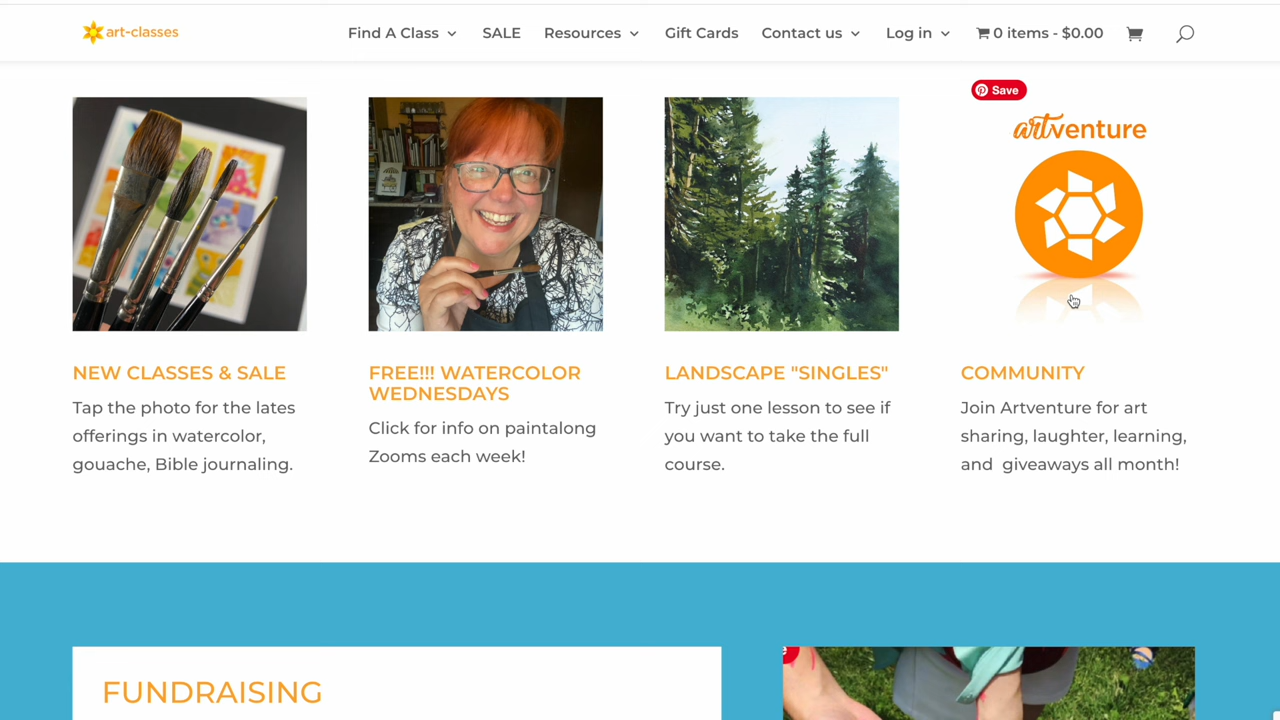 art-classes
Find A Class
SALE
Resources
Gift Cards
Contact us
Log in
0 items - $0.00
Save
artventure
NEW CLASSES & SALE
Tap the photo for the lates
offerings in watercolor,
gouache, Bible journaling.
FREE!!! WATERCOLOR
WEDNESDAYS
Click for info on paintalong
Zooms each week!
LANDSCAPE "SINGLES"
Try just one lesson to see if
you want to take the full
course.
COMMUNITY
Join Artventure for art
sharing, laughter, learning,
and giveaways all month!
FUNDRAISING